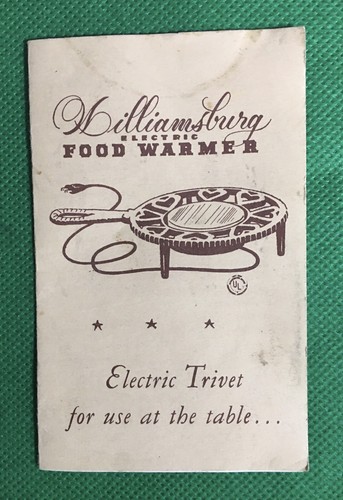 Williamsburg
ELECTRIC
FOOD WARMER
UL
Electric Trivet
for use at the table...